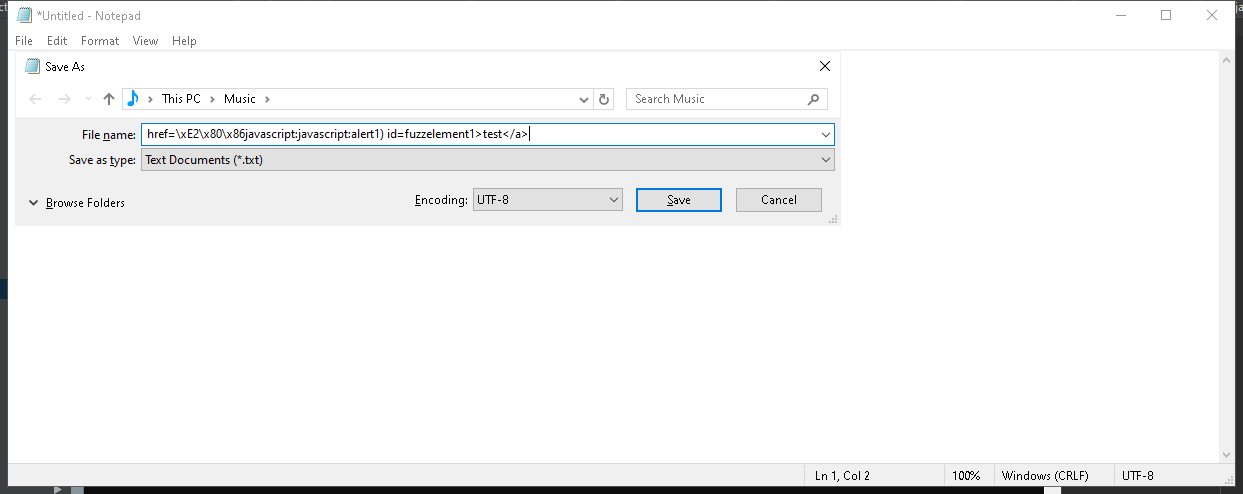 *Untitled - Notepad
File Edit Format View Help
Save As
This PC Music Search Music
File name: href=\xE2\x80\x86javascript:javascript:alert1) id=fuzzelement1>test</a>
Save as type: Text Documents (*.txt)
Browse Folders Encoding: UTF-8 Save Cancel
Ln 1, Col 2 100% Windows (CRLF) UTF-8